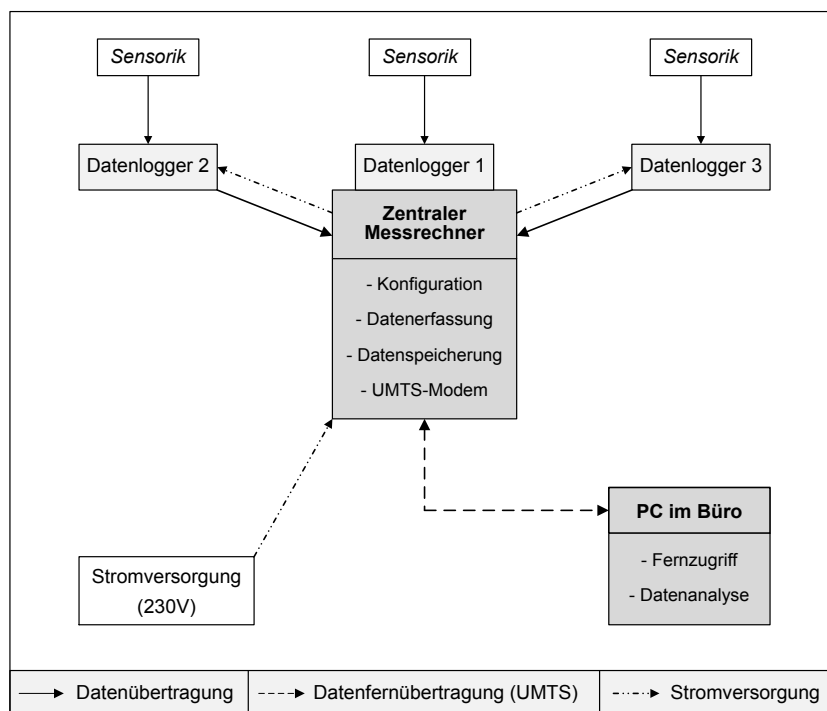 Sensorik
Sensorik
Sensorik
Datenlogger 2
Datenlogger 1
Datenlogger 3
Zentraler
Messrechner
- Konfiguration
- Datenerfassung
- Datenspeicherung
- UMTS-Modem
PC im Büro
- Fernzugriff
- Datenanalyse
Stromversorgung
(230V)
Datenübertragung
Datenfernübertragung (UMTS)
Stromversorgung